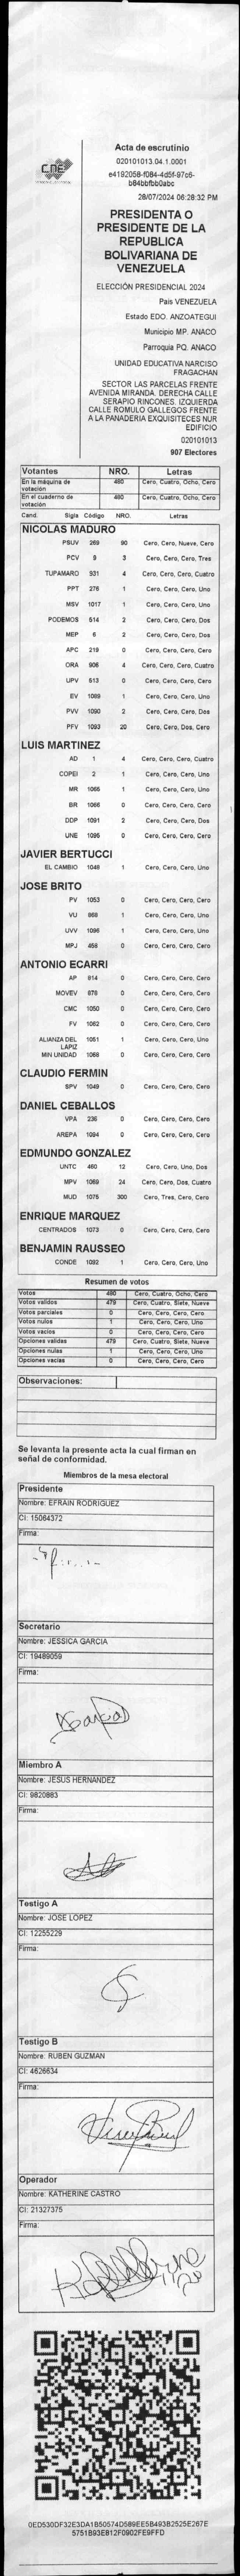 CNE
Acta de escrutinio
020101013.04.1.0001
e4192058-f084-4d5f-97c6-
b84bbfbb0abc
28/07/2024 06:28:32 PM
PRESIDENTA O
PRESIDENTE DE LA
REPUBLICA
BOLIVARIANA DE
VENEZUELA
ELECCIÓN PRESIDENCIAL 2024
País VENEZUELA
Estado EDO. ANZOATEGUI
Municipio MP. ANACO
Parroquia PQ. ANACO
UNIDAD EDUCATIVA NARCISO
FRAGACHAN
SECTOR LAS PARCELAS FRENTE
AVENIDA MIRANDA. DERECHA CALLE
SERAPIO RINCONES. IZQUIERDA
CALLE ROMULO GALLEGOS FRENTE
A LA PANADERIA EXQUISITECES NUR
EDIFICIO
020101013
907 Electores
Votantes NRO. Letras
En la máquina de votación 480 Cero, Cuatro, Ocho, Cero
En el cuaderno de votación 480 Cero, Cuatro, Ocho, Cero
Cand. Sigla Código NRO. Letras
NICOLAS MADURO
PSUV 269 90 Cero, Cero, Nueve, Cero
PCV 9 3 Cero, Cero, Cero, Tres
TUPAMARO 931 4 Cero, Cero, Cero, Cuatro
PPT 276 1 Cero, Cero, Cero, Uno
MSV 1017 1 Cero, Cero, Cero, Uno
PODEMOS 514 2 Cero, Cero, Cero, Dos
MEP 6 2 Cero, Cero, Cero, Dos
APC 219 0 Cero, Cero, Cero, Cero
ORA 906 4 Cero, Cero, Cero, Cuatro
UPV 513 0 Cero, Cero, Cero, Cero
EV 1089 1 Cero, Cero, Cero, Uno
PVV 1090 2 Cero, Cero, Cero, Dos
PFV 1093 20 Cero, Cero, Dos, Cero
LUIS MARTINEZ
AD 1 4 Cero, Cero, Cero, Cuatro
COPEI 2 1 Cero, Cero, Cero, Uno
MR 1065 1 Cero, Cero, Cero, Uno
BR 1066 0 Cero, Cero, Cero, Cero
DDP 1091 2 Cero, Cero, Cero, Dos
UNE 1095 0 Cero, Cero, Cero, Cero
JAVIER BERTUCCI
EL CAMBIO 1048 1 Cero, Cero, Cero, Uno
JOSE BRITO
PV 1053 0 Cero, Cero, Cero, Cero
VU 868 1 Cero, Cero, Cero, Uno
UVV 1096 1 Cero, Cero, Cero, Uno
MPJ 458 0 Cero, Cero, Cero, Cero
ANTONIO ECARRI
AP 814 0 Cero, Cero, Cero, Cero
MOVEV 978 0 Cero, Cero, Cero, Cero
CMC 1050 0 Cero, Cero, Cero, Cero
FV 1062 0 Cero, Cero, Cero, Cero
ALIANZA DEL LAPIZ 1051 1 Cero, Cero, Cero, Uno
MIN UNIDAD 1068 0 Cero, Cero, Cero, Cero
CLAUDIO FERMIN
SPV 1049 0 Cero, Cero, Cero, Cero
DANIEL CEBALLOS
VPA 236 0 Cero, Cero, Cero, Cero
AREPA 1094 0 Cero, Cero, Cero, Cero
EDMUNDO GONZALEZ
UNTC 460 12 Cero, Cero, Uno, Dos
MPV 1069 24 Cero, Cero, Dos, Cuatro
MUD 1075 300 Cero, Tres, Cero, Cero
ENRIQUE MARQUEZ
CENTRADOS 1073 0 Cero, Cero, Cero, Cero
BENJAMIN RAUSSEO
CONDE 1092 1 Cero, Cero, Cero, Uno
Resumen de votos
Votos 480 Cero, Cuatro, Ocho, Cero
Votos validos 479 Cero, Cuatro, Siete, Nueve
Votos parciales 0 Cero, Cero, Cero, Cero
Votos nulos 1 Cero, Cero, Cero, Uno
Votos vacios 0 Cero, Cero, Cero, Cero
Opciones validas 479 Cero, Cuatro, Siete, Nueve
Opciones nulas 1 Cero, Cero, Cero, Uno
Opciones vacias 0 Cero, Cero, Cero, Cero
Observaciones:
Se levanta la presente acta la cual firman en
señal de conformidad.
Miembros de la mesa electoral
Presidente
Nombre: EFRAIN RODRIGUEZ
CI: 15064372
Firma:
Secretario
Nombre: JESSICA GARCIA
CI: 19489059
Firma:
Miembro A
Nombre: JESUS HERNANDEZ
CI: 9820883
Firma:
Testigo A
Nombre: JOSE LOPEZ
CI: 12255229
Firma:
Testigo B
Nombre: RUBEN GUZMAN
CI: 4626634
Firma:
Operador
Nombre: KATHERINE CASTRO
CI: 21327375
Firma:
0ED530DF32E3DA1B50574D589EE5B493B2525E267E
5751B93E812F0902FE9FFD